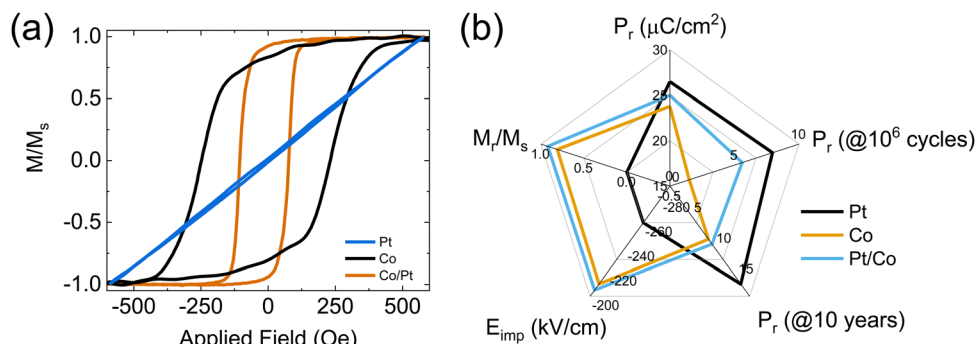 (a)
1.0
0.5
0.0
-0.5
-1.0
M/Ms
-500 -250 0 250 500
Applied Field (Oe)
Pt
Co
Co/Pt
(b)
Pr (μC/cm²)
30
25
20
15
Pr (@10⁶ cycles)
10
5
0
Pr (@10 years)
15
10
5
0
Eimp (kV/cm)
-200
-220
-240
-260
-280
Mr/Ms
1.0
0.5
0.0
-0.5
Pt
Co
Pt/Co